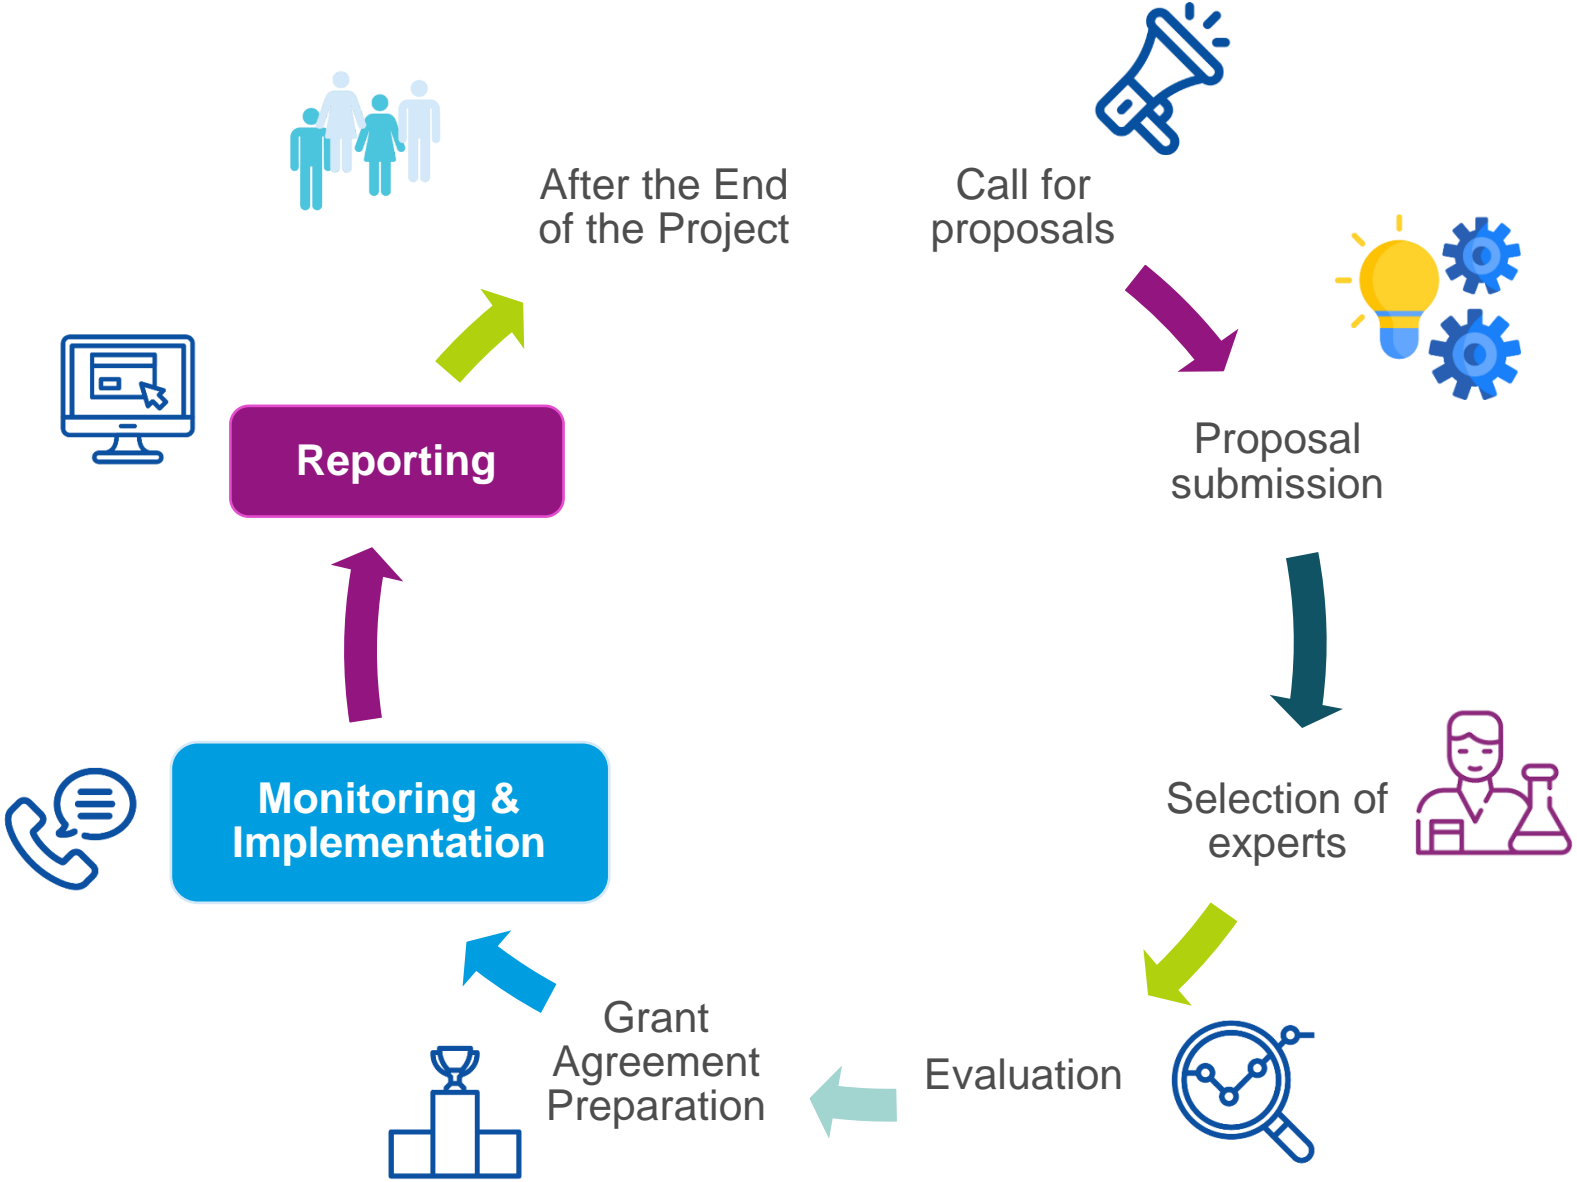 After the End
of the Project
Call for
proposals
Proposal
submission
Selection of
experts
Evaluation
Grant
Agreement
Preparation
Monitoring &
Implementation
Reporting